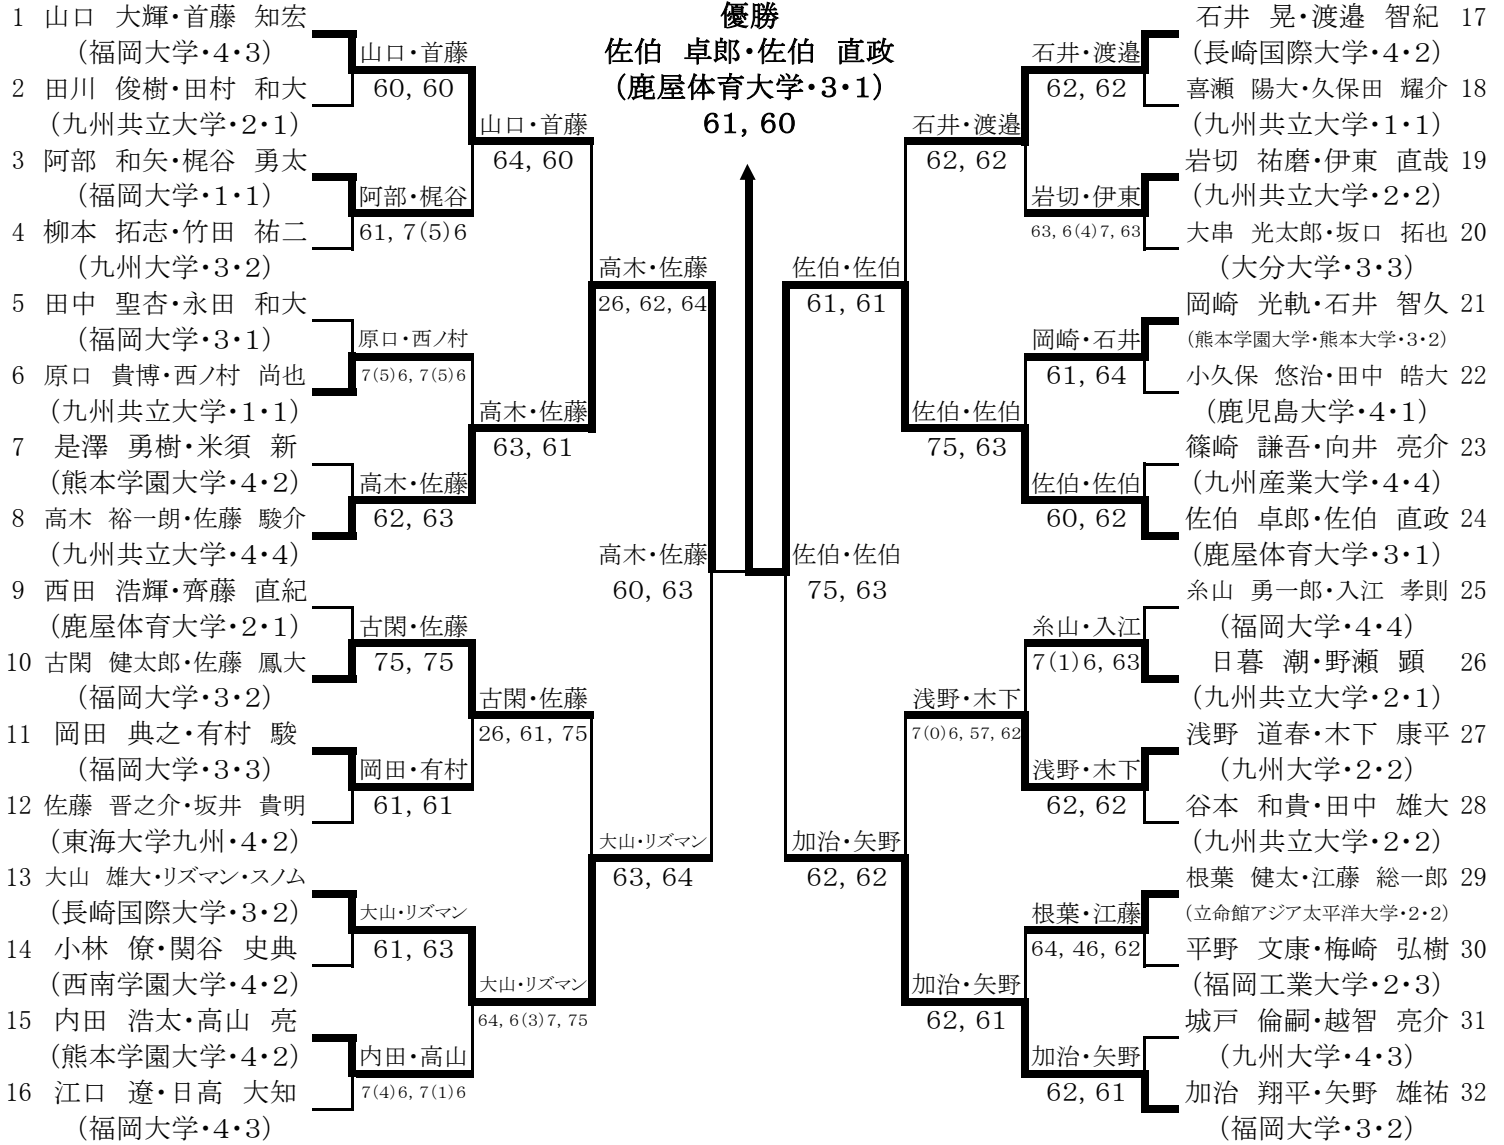 優勝
佐伯 卓郎・佐伯 直政
(鹿屋体育大学・3・1)
61, 60
1 山口 大輝・首藤 知宏
(福岡大学・4・3)
2 田川 俊樹・田村 和大
(九州共立大学・2・1)
3 阿部 和矢・梶谷 勇太
(福岡大学・1・1)
4 柳本 拓志・竹田 祐二
(九州大学・3・2)
5 田中 聖杏・永田 和大
(福岡大学・3・1)
6 原口 貴博・西ノ村 尚也
(九州共立大学・1・1)
7 是澤 勇樹・米須 新
(熊本学園大学・4・2)
8 高木 裕一朗・佐藤 駿介
(九州共立大学・4・4)
9 西田 浩輝・齊藤 直紀
(鹿屋体育大学・2・1)
10 古閑 健太郎・佐藤 鳳大
(福岡大学・3・2)
11 岡田 典之・有村 駿
(福岡大学・3・3)
12 佐藤 晋之介・坂井 貴明
(東海大学九州・4・2)
13 大山 雄大・リズマン・スノム
(長崎国際大学・3・2)
14 小林 僚・関谷 史典
(西南学園大学・4・2)
15 内田 浩太・高山 亮
(熊本学園大学・4・2)
16 江口 遼・日高 大知
(福岡大学・4・3)
山口・首藤
60, 60
阿部・梶谷
61, 7(5)6
原口・西ノ村
7(5)6, 7(5)6
高木・佐藤
62, 63
古閑・佐藤
75, 75
岡田・有村
61, 61
大山・リズマン
61, 63
内田・高山
7(4)6, 7(1)6
山口・首藤
64, 60
高木・佐藤
63, 61
古閑・佐藤
26, 61, 75
大山・リズマン
64, 6(3)7, 75
高木・佐藤
26, 62, 64
大山・リズマン
63, 64
高木・佐藤
60, 63
佐伯・佐伯
75, 63
佐伯・佐伯
61, 61
加治・矢野
62, 62
石井・渡邉
62, 62
佐伯・佐伯
75, 63
浅野・木下
7(0)6, 57, 62
加治・矢野
62, 61
石井・渡邉
62, 62
岩切・伊東
63, 6(4)7, 63
岡崎・石井
61, 64
佐伯・佐伯
60, 62
糸山・入江
7(1)6, 63
浅野・木下
62, 62
根葉・江藤
64, 46, 62
加治・矢野
62, 61
石井 晃・渡邉 智紀 17
(長崎国際大学・4・2)
喜瀬 陽大・久保田 耀介 18
(九州共立大学・1・1)
岩切 祐磨・伊東 直哉 19
(九州共立大学・2・2)
大串 光太郎・坂口 拓也 20
(大分大学・3・3)
岡崎 光軌・石井 智久 21
(熊本学園大学・熊本大学・3・2)
小久保 悠治・田中 皓大 22
(鹿児島大学・4・1)
篠崎 謙吾・向井 亮介 23
(九州産業大学・4・4)
佐伯 卓郎・佐伯 直政 24
(鹿屋体育大学・3・1)
糸山 勇一郎・入江 孝則 25
(福岡大学・4・4)
日暮 潮・野瀬 顕 26
(九州共立大学・2・1)
浅野 道春・木下 康平 27
(九州大学・2・2)
谷本 和貴・田中 雄大 28
(九州共立大学・2・2)
根葉 健太・江藤 総一郎 29
(立命館アジア太平洋大学・2・2)
平野 文康・梅崎 弘樹 30
(福岡工業大学・2・3)
城戸 倫嗣・越智 亮介 31
(九州大学・4・3)
加治 翔平・矢野 雄祐 32
(福岡大学・3・2)